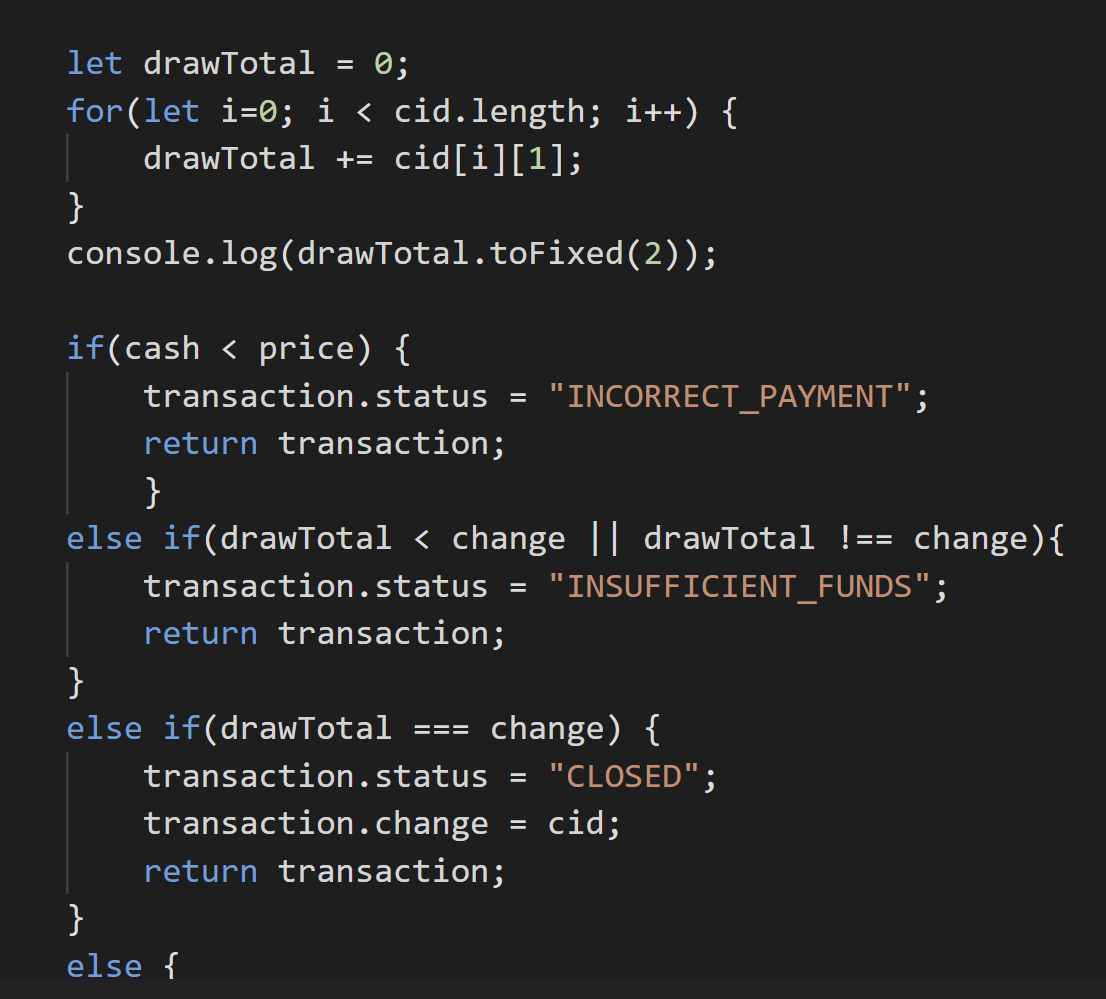 let drawTotal = 0;
for(let i=0; i < cid.length; i++) {
    drawTotal += cid[i][1];
}
console.log(drawTotal.toFixed(2));

if(cash < price) {
    transaction.status = "INCORRECT_PAYMENT";
    return transaction;
    }
else if(drawTotal < change || drawTotal !== change){
    transaction.status = "INSUFFICIENT_FUNDS";
    return transaction;
}
else if(drawTotal === change) {
    transaction.status = "CLOSED";
    transaction.change = cid;
    return transaction;
}
else {